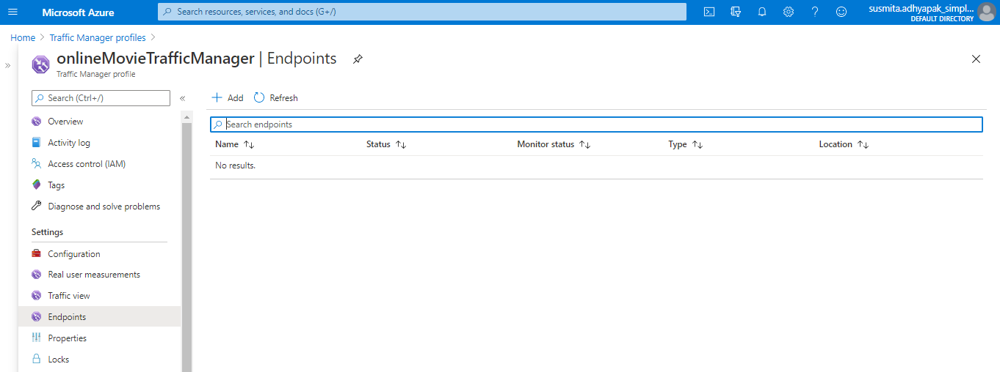 Microsoft Azure
Search resources, services, and docs (G+/)
susmita.adhyapak_simpl...
DEFAULT DIRECTORY
Home > Traffic Manager profiles >
onlineMovieTrafficManager | Endpoints
Traffic Manager profile
Search (Ctrl+/)
Overview
Activity log
Access control (IAM)
Tags
Diagnose and solve problems
Settings
Configuration
Real user measurements
Traffic view
Endpoints
Properties
Locks
Add Refresh
Search endpoints
Name Status Monitor status Type Location
No results.